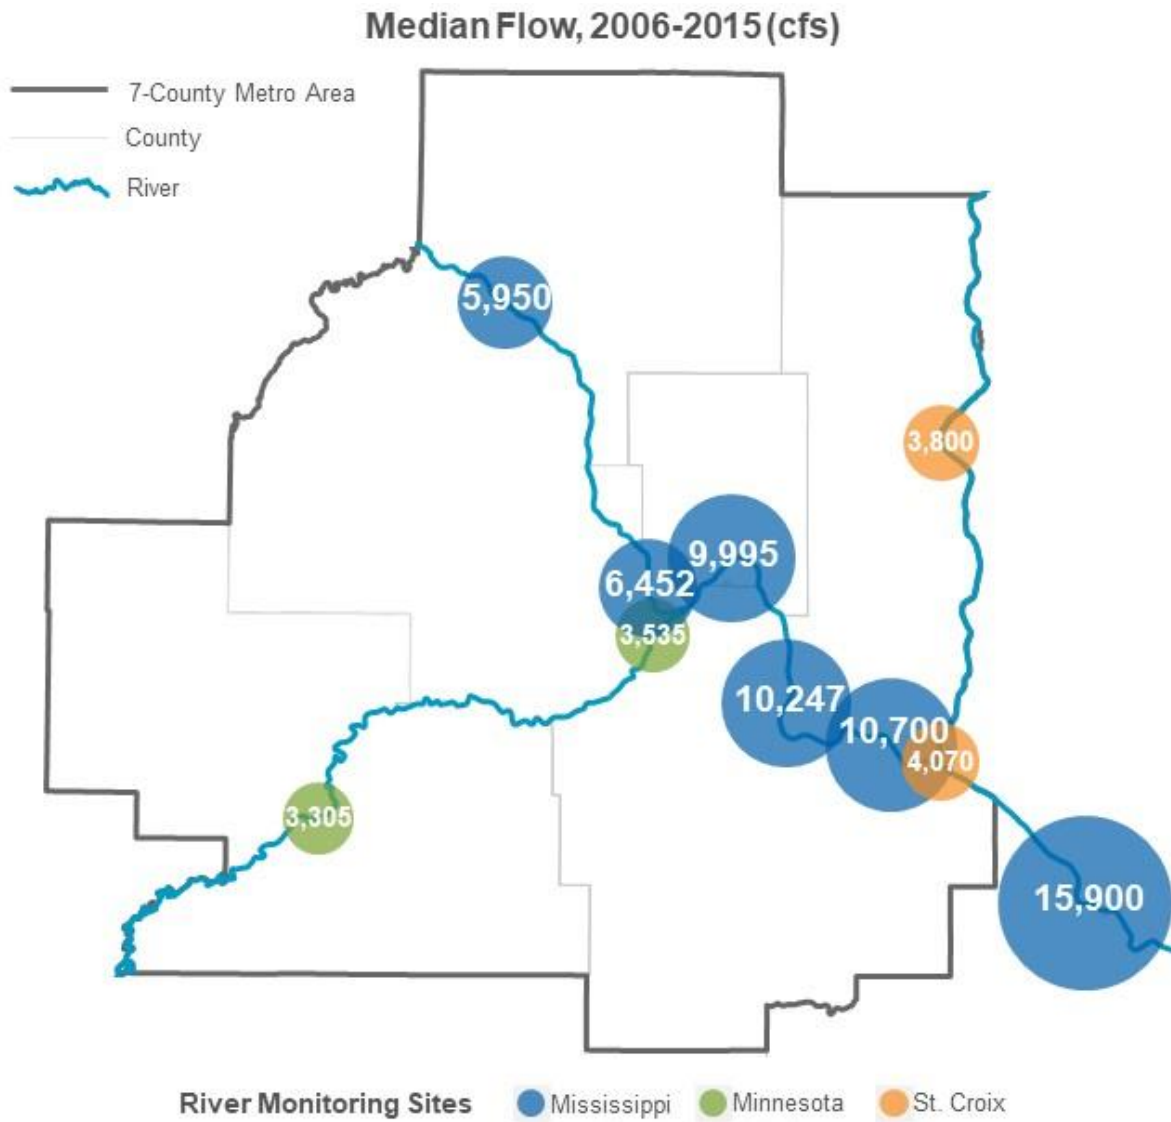 Median Flow, 2006-2015 (cfs)
7-County Metro Area
County
River
5,950
3,800
9,995
6,452
3,535
10,247
10,700
4,070
3,305
15,900
River Monitoring Sites Mississippi Minnesota St. Croix